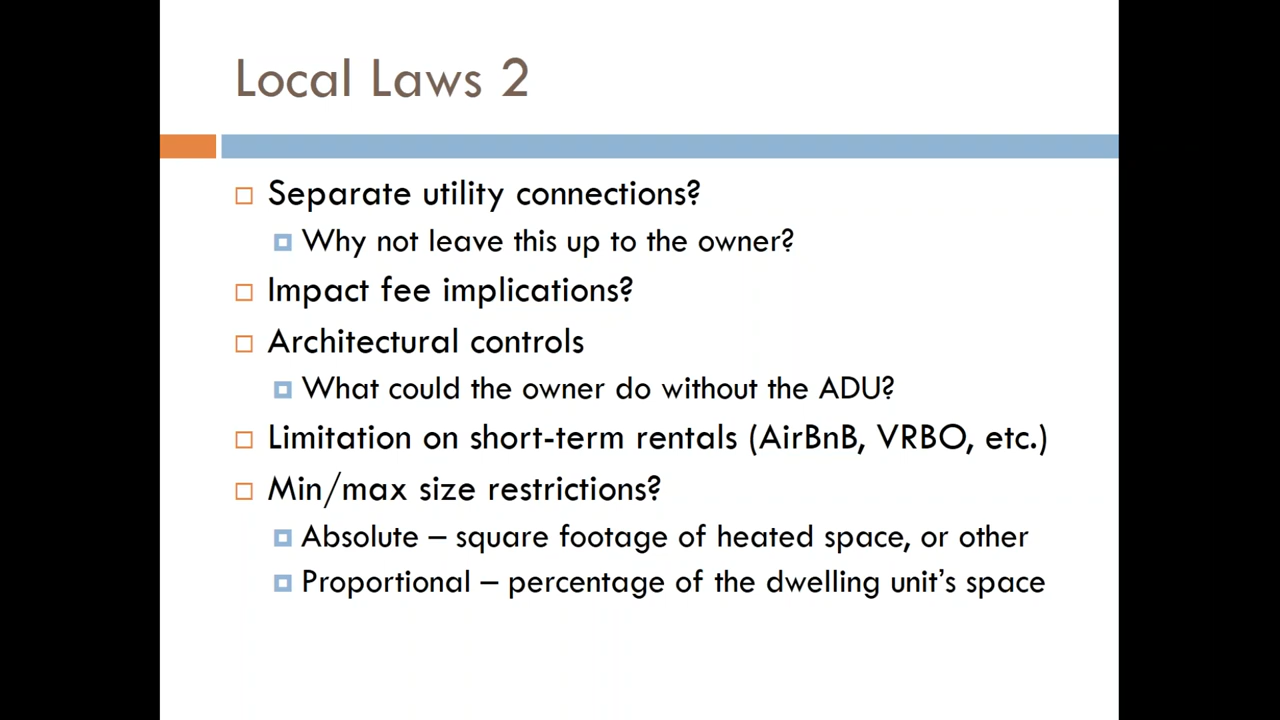 Local Laws 2
Separate utility connections?
Why not leave this up to the owner?
Impact fee implications?
Architectural controls
What could the owner do without the ADU?
Limitation on short-term rentals (AirBnB, VRBO, etc.)
Min/max size restrictions?
Absolute – square footage of heated space, or other
Proportional – percentage of the dwelling unit’s space